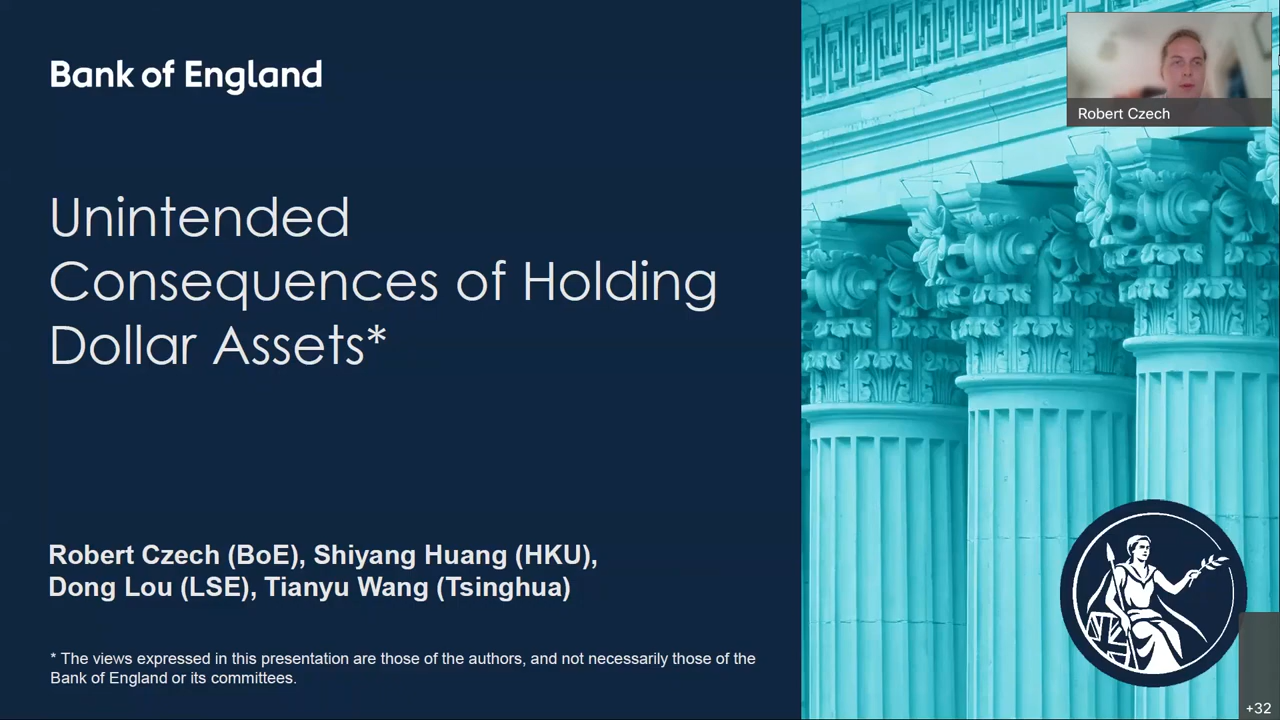 Bank of England
Robert Czech
Unintended
Consequences of Holding
Dollar Assets*
Robert Czech (BoE), Shiyang Huang (HKU),
Dong Lou (LSE), Tianyu Wang (Tsinghua)
* The views expressed in this presentation are those of the authors, and not necessarily those of the
Bank of England or its committees.
+32